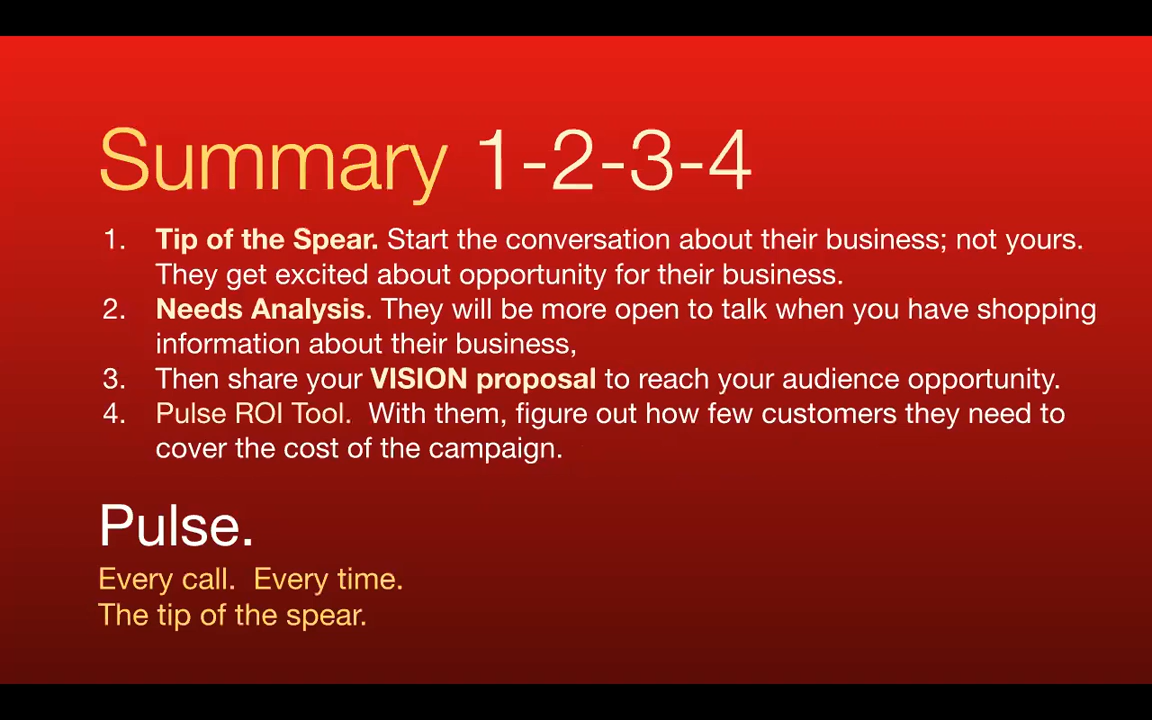 Summary 1-2-3-4
1. Tip of the Spear. Start the conversation about their business; not yours.
They get excited about opportunity for their business.
2. Needs Analysis. They will be more open to talk when you have shopping
information about their business,
3. Then share your VISION proposal to reach your audience opportunity.
4. Pulse ROI Tool.  With them, figure out how few customers they need to
cover the cost of the campaign.
Pulse.
Every call.  Every time.
The tip of the spear.